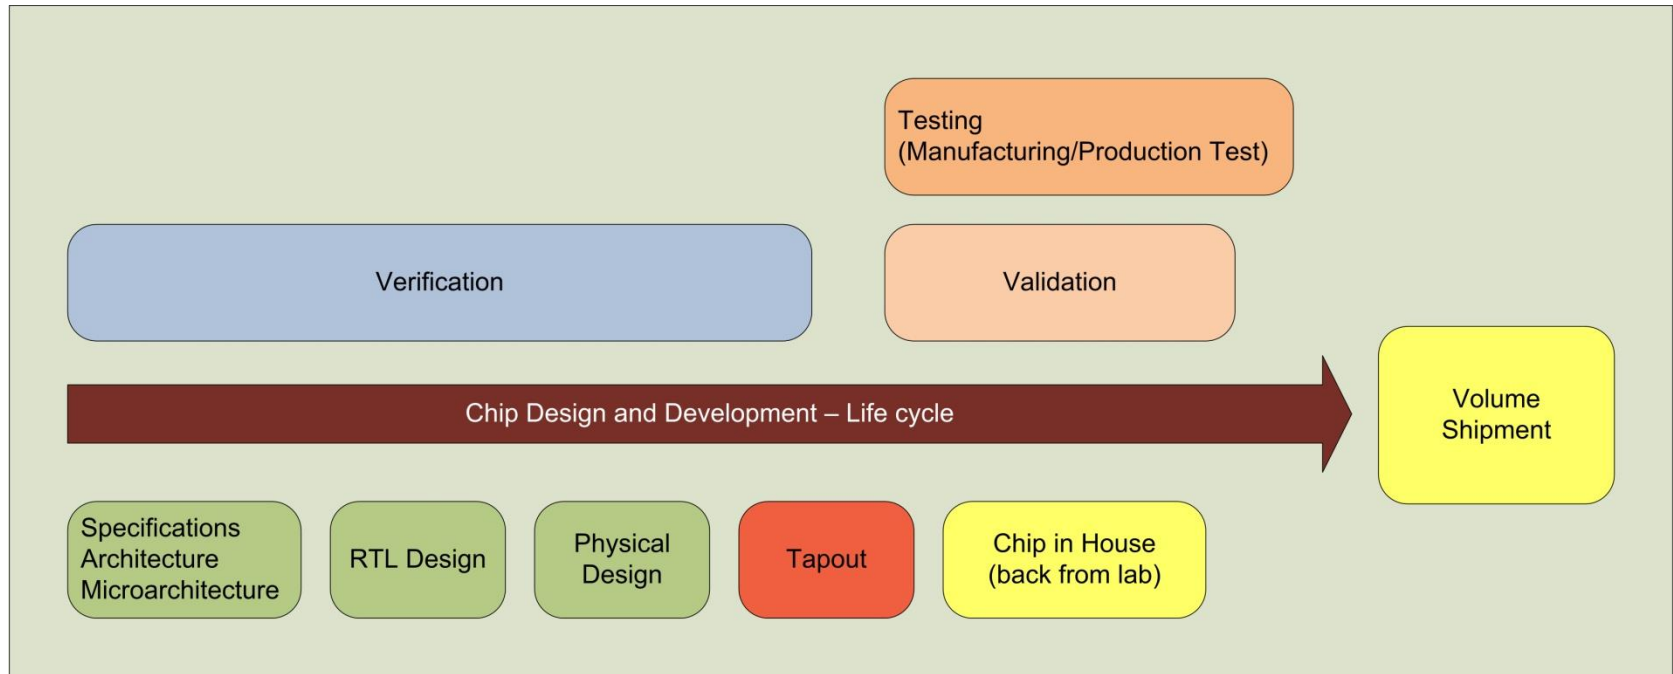 Testing
(Manufacturing/Production Test)
Verification
Validation
Chip Design and Development – Life cycle
Volume
Shipment
Specifications
Architecture
Microarchitecture
RTL Design
Physical
Design
Tapout
Chip in House
(back from lab)